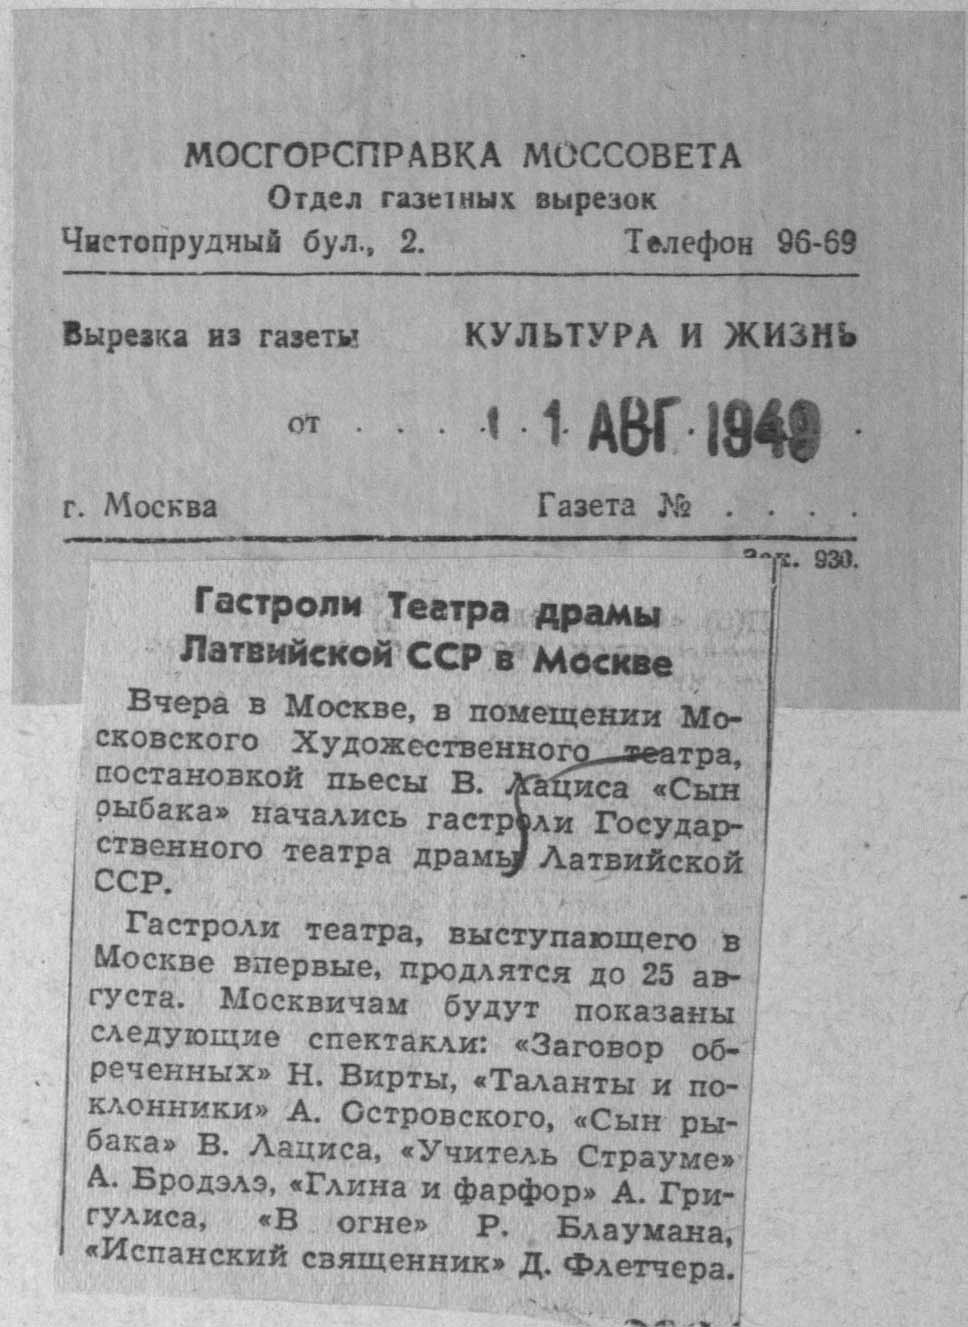 МОСГОРСПРАВКА МОССОВЕТА
Отдел газетных вырезок
Чистопрудный бул., 2. Телефон 96-69
Вырезка из газеты КУЛЬТУРА И ЖИЗНЬ
от . . . . 1 . 1 . АВГ . 1949 .
г. Москва Газета № . . . .
Зак. 930.
Гастроли Театра драмы
Латвийской ССР в Москве
Вчера в Москве, в помещении Мо-
сковского Художественного театра,
постановкой пьесы В. Лациса «Сын
рыбака» начались гастроли Государ-
ственного театра драмы Латвийской
ССР.
Гастроли театра, выступающего в
Москве впервые, продлятся до 25 ав-
густа. Москвичам будут показаны
следующие спектакли: «Заговор об-
реченных» Н. Вирты, «Таланты и по-
клонники» А. Островского, «Сын ры-
бака» В. Лациса, «Учитель Страуме»
А. Бродэлэ, «Глина и фарфор» А. Гри-
гулиса, «В огне» Р. Блаумана,
«Испанский священник» Д. Флетчера.